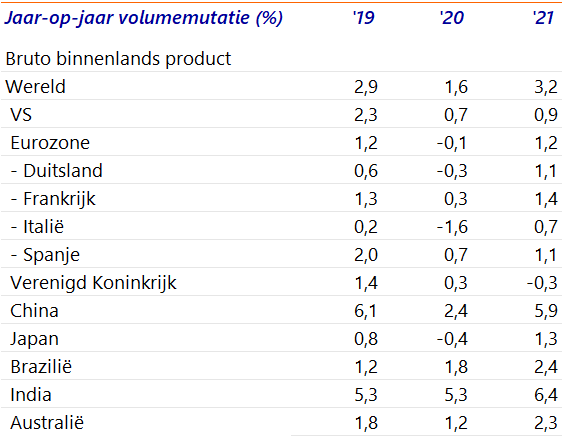 Jaar-op-jaar volumemutatie (%) '19 '20 '21
Bruto binnenlands product
Wereld 2,9 1,6 3,2
VS 2,3 0,7 0,9
Eurozone 1,2 -0,1 1,2
- Duitsland 0,6 -0,3 1,1
- Frankrijk 1,3 0,3 1,4
- Italië 0,2 -1,6 0,7
- Spanje 2,0 0,7 1,1
Verenigd Koninkrijk 1,4 0,3 -0,3
China 6,1 2,4 5,9
Japan 0,8 -0,4 1,3
Brazilië 1,2 1,8 2,4
India 5,3 5,3 6,4
Australië 1,8 1,2 2,3